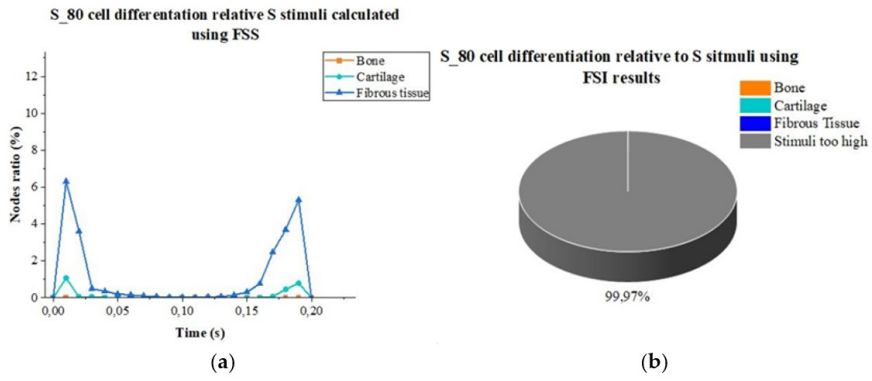 S_80 cell differentation relative S stimuli calculated
using FSS
Bone
Cartilage
Fibrous tissue
12
10
8
6
4
2
0
Nodes ratio (%)
0,00
0,05
0,10
0,15
0,20
Time (s)
(a)
S_80 cell differentiation relative to S sitmuli using
FSI results
Bone
Cartilage
Fibrous Tissue
Stimuli too high
99,97%
(b)